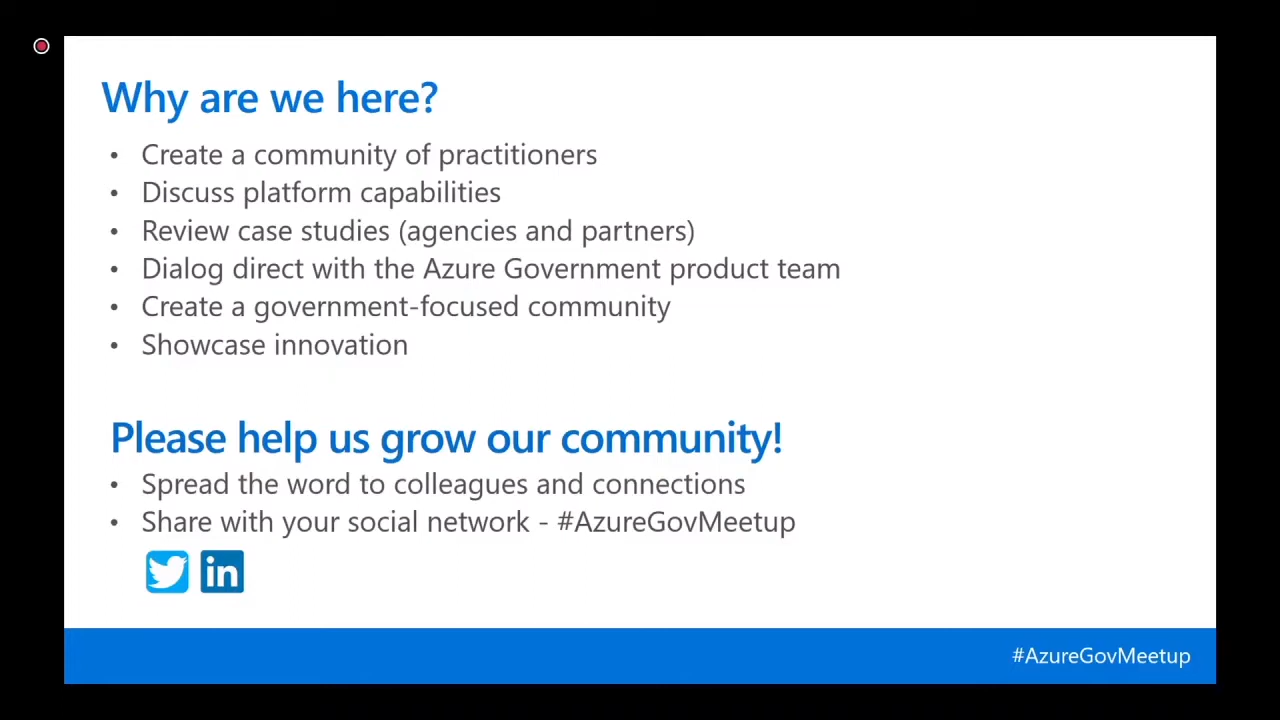 Why are we here?
• Create a community of practitioners
• Discuss platform capabilities
• Review case studies (agencies and partners)
• Dialog direct with the Azure Government product team
• Create a government-focused community
• Showcase innovation
Please help us grow our community!
• Spread the word to colleagues and connections
• Share with your social network - #AzureGovMeetup
in
#AzureGovMeetup